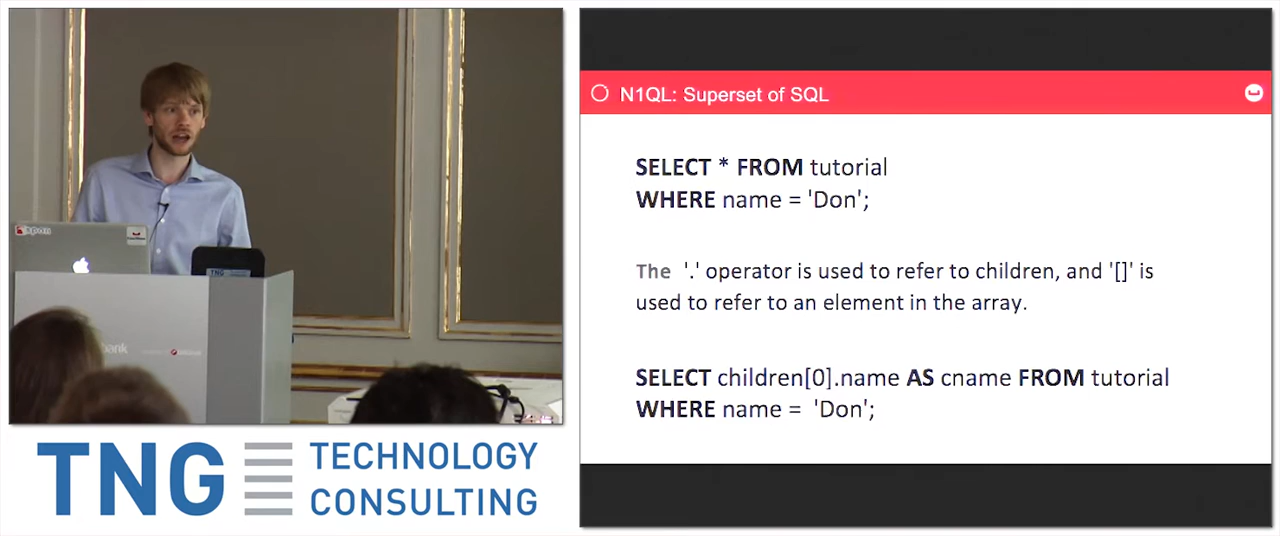 N1QL: Superset of SQL
SELECT * FROM tutorial
WHERE name = 'Don';
The '.' operator is used to refer to children, and '[]' is
used to refer to an element in the array.
SELECT children[0].name AS cname FROM tutorial
WHERE name = 'Don';
TNG
bank
TNG TECHNOLOGY
CONSULTING